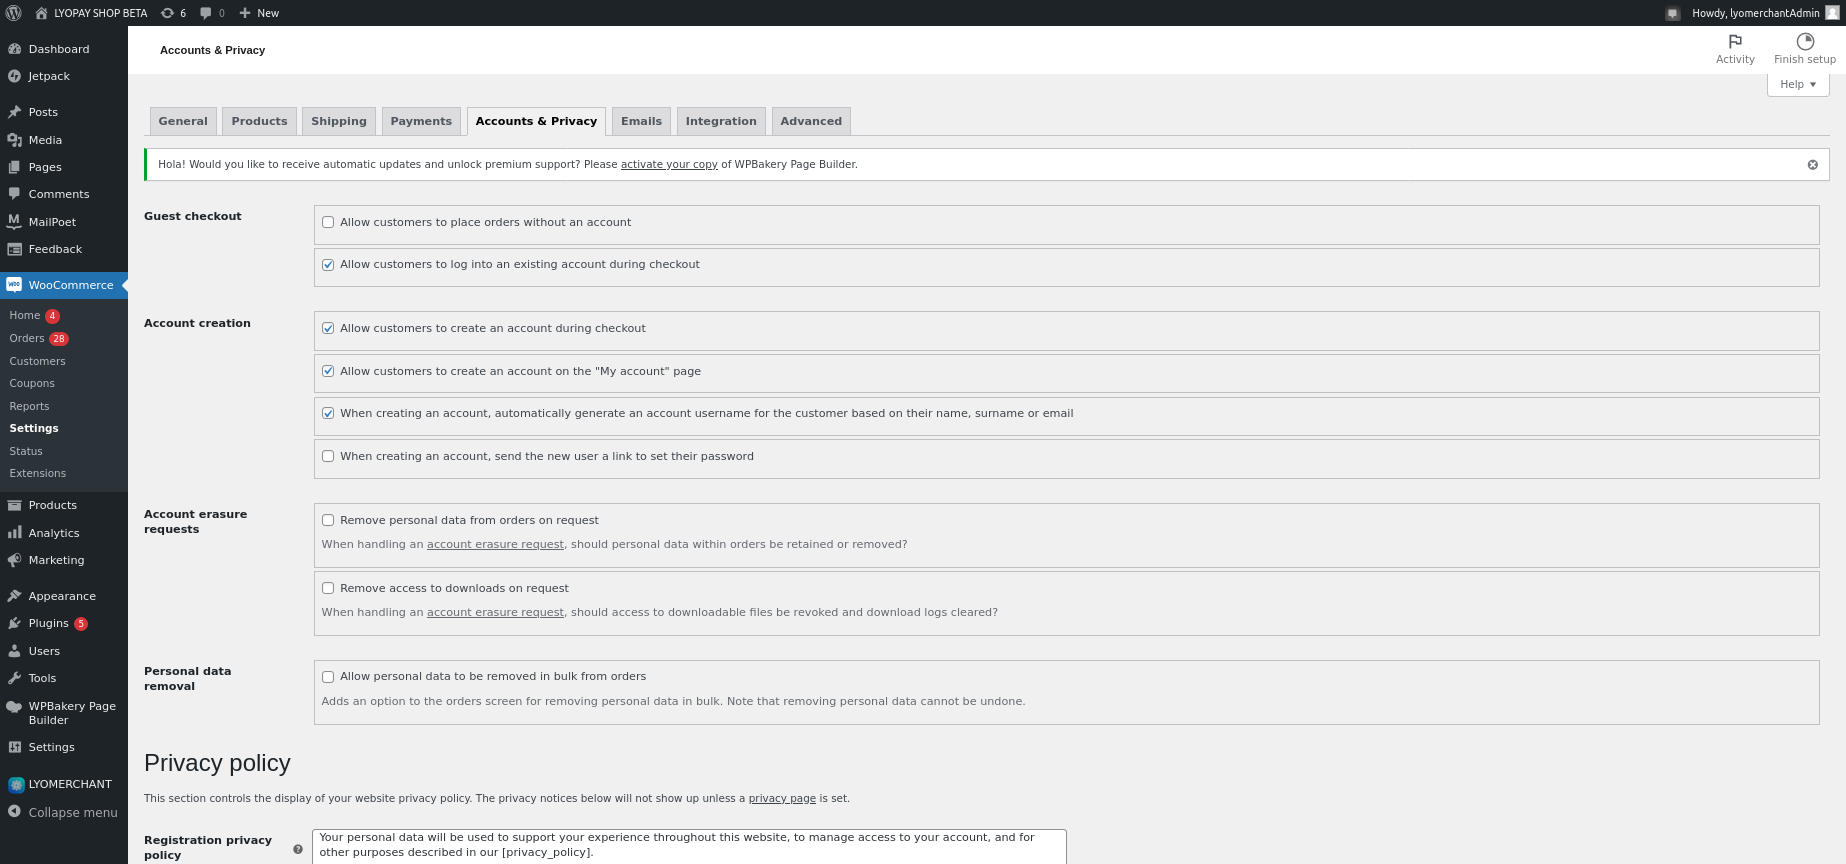 LYOPAY SHOP BETA 6 0 New Howdy, lyomerchantAdmin
Dashboard
Jetpack
Posts
Media
Pages
Comments
MailPoet
Feedback
WooCommerce
Home 4
Orders 28
Customers
Coupons
Reports
Settings
Status
Extensions
Products
Analytics
Marketing
Appearance
Plugins 5
Users
Tools
WPBakery Page
Builder
Settings
LYOMERCHANT
Collapse menu
Accounts & Privacy
Activity
Finish setup
Help
General Products Shipping Payments Accounts & Privacy Emails Integration Advanced
Hola! Would you like to receive automatic updates and unlock premium support? Please activate your copy of WPBakery Page Builder.
Guest checkout
Allow customers to place orders without an account
Allow customers to log into an existing account during checkout
Account creation
Allow customers to create an account during checkout
Allow customers to create an account on the "My account" page
When creating an account, automatically generate an account username for the customer based on their name, surname or email
When creating an account, send the new user a link to set their password
Account erasure
requests
Remove personal data from orders on request
When handling an account erasure request, should personal data within orders be retained or removed?
Remove access to downloads on request
When handling an account erasure request, should access to downloadable files be revoked and download logs cleared?
Personal data
removal
Allow personal data to be removed in bulk from orders
Adds an option to the orders screen for removing personal data in bulk. Note that removing personal data cannot be undone.
Privacy policy
This section controls the display of your website privacy policy. The privacy notices below will not show up unless a privacy page is set.
Registration privacy
policy
Your personal data will be used to support your experience throughout this website, to manage access to your account, and for
other purposes described in our [privacy_policy].